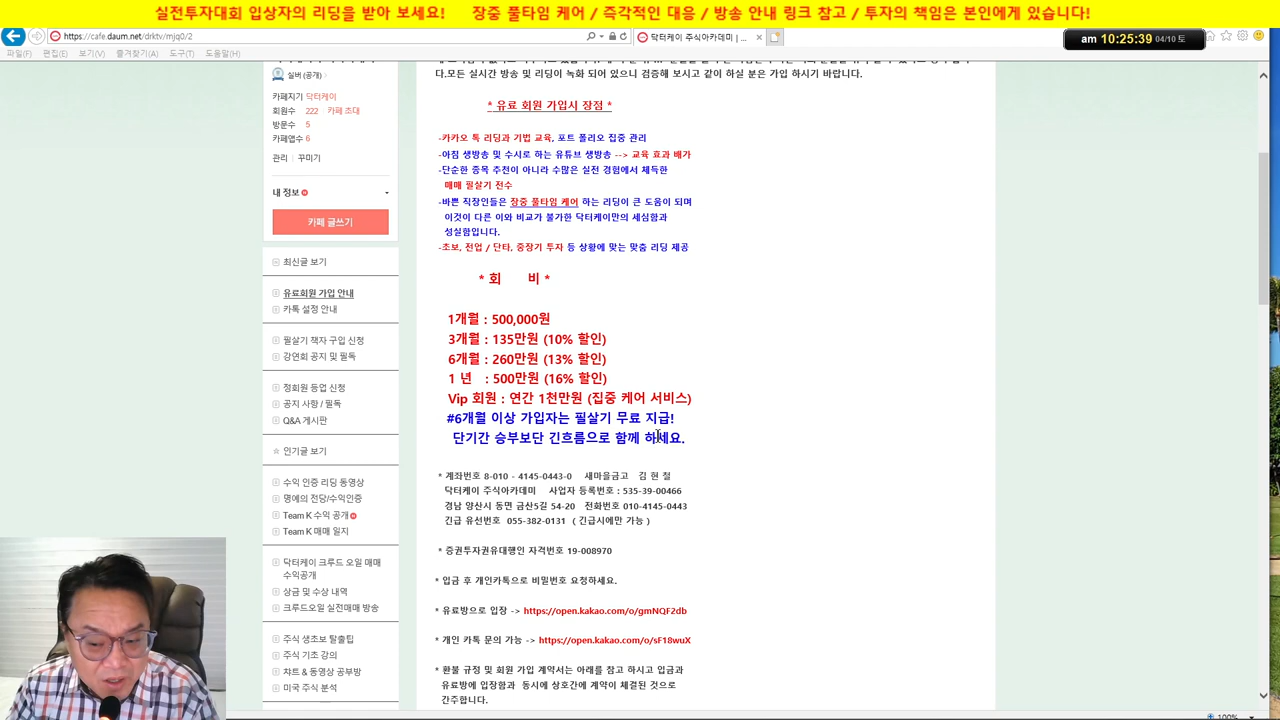 실전투자대회 입상자의 리딩을 받아 보세요! 장중 풀타임 케어 / 즉각적인 대응 / 방송 안내 링크 참고 / 투자의 책임은 본인에게 있습니다!
https://cafe.daum.net/drktv/mjq0/2
닥터케이 주식아카데미 | ...
am 10:25:39 04/10 토
파일(F) 편집(E) 보기(V) 즐겨찾기(A) 도구(T) 도움말(H)
실버 (공개)
카페지기 닥터케이
회원수 222 카페 초대
방문수 5
카페앱수 6
관리 꾸미기
내 정보
카페 글쓰기
최신글 보기
유료회원 가입 안내
카톡 설정 안내
필살기 책자 구입 신청
강연회 공지 및 필독
정회원 등업 신청
공지 사항 / 필독
Q&A 게시판
인기글 보기
수익 인증 리딩 동영상
명예의 전당/수익인증
Team K 수익 공개
Team K 매매 일지
닥터케이 크루드 오일 매매
수익공개
상금 및 수상 내역
크루드오일 실전매매 방송
주식 생초보 탈출팁
주식 기초 강의
챠트 & 동영상 공부방
미국 주식 분석
다.모든 실시간 방송 및 리딩이 녹화 되어 있으니 검증해 보시고 같이 하실 분은 가입 하시기 바랍니다.
* 유료 회원 가입시 장점 *
-카카오 톡 리딩과 기법 교육, 포트 폴리오 집중 관리
-아침 생방송 및 수시로 하는 유튜브 생방송 --> 교육 효과 배가
-단순한 종목 추천이 아니라 수많은 실전 경험에서 체득한
매매 필살기 전수
-바쁜 직장인들은 장중 풀타임 케어 하는 리딩이 큰 도움이 되며
이것이 다른 이와 비교가 불가한 닥터케이만의 세심함과
성실함입니다.
-초보, 전업 / 단타, 중장기 투자 등 상황에 맞는 맞춤 리딩 제공
* 회 비 *
1개월 : 500,000원
3개월 : 135만원 (10% 할인)
6개월 : 260만원 (13% 할인)
1 년 : 500만원 (16% 할인)
Vip 회원 : 연간 1천만원 (집중 케어 서비스)
#6개월 이상 가입자는 필살기 무료 지급!
단기간 승부보단 긴흐름으로 함께 하세요.
* 계좌번호 8-010 - 4145-0443-0 새마을금고 김 현 철
닥터케이 주식아카데미 사업자 등록번호 : 535-39-00466
경남 양산시 동면 금산5길 54-20 전화번호 010-4145-0443
긴급 유선번호 055-382-0131 ( 긴급시에만 가능 )
* 증권투자권유대행인 자격번호 19-008970
* 입금 후 개인카톡으로 비밀번호 요청하세요.
* 유료방으로 입장 -> https://open.kakao.com/o/gmNQF2db
* 개인 카톡 문의 가능 -> https://open.kakao.com/o/sF18wuX
* 환불 규정 및 회원 가입 계약서는 아래를 참고 하시고 입금과
유료방에 입장함과 동시에 상호간에 계약이 체결된 것으로
간주합니다.
100%